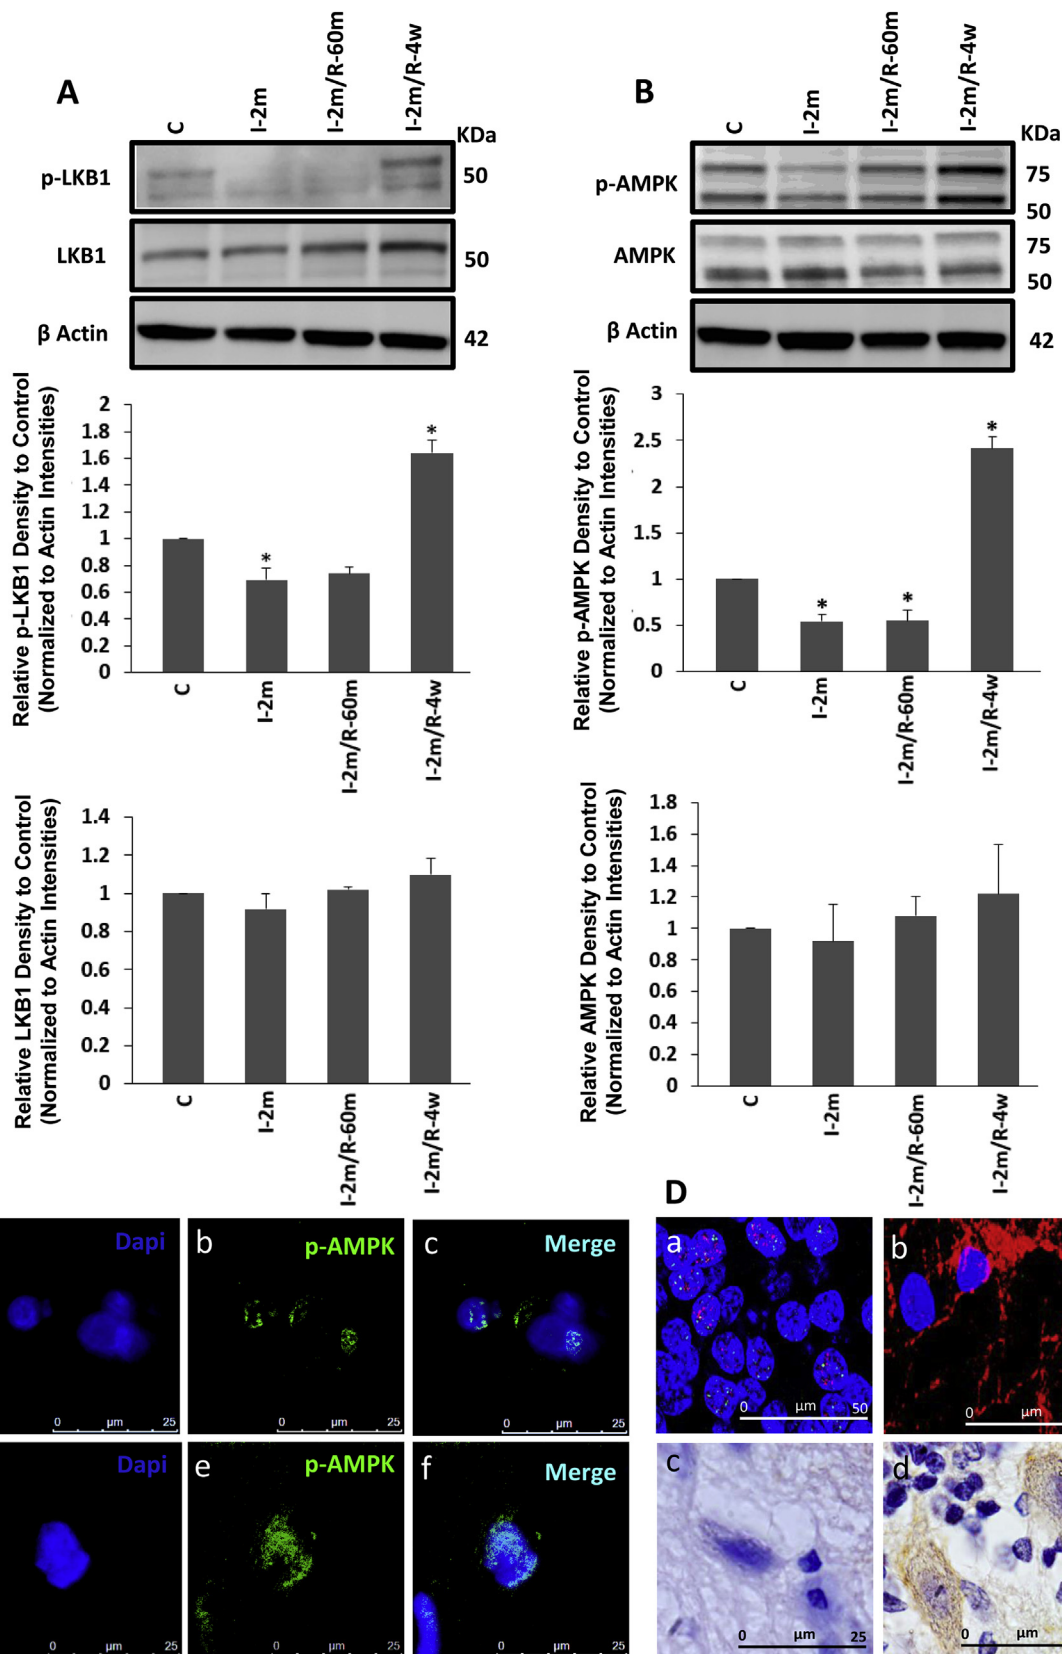 A
C
I-2m
I-2m/R-60m
I-2m/R-4w
KDa
p-LKB1
50
LKB1
50
β Actin
42
Relative p-LKB1 Density to Control
(Normalized to Actin Intensities)
2
1.8
1.6
1.4
1.2
1
0.8
0.6
0.4
0.2
0
*
*
C
I-2m
I-2m/R-60m
I-2m/R-4w
Relative LKB1 Density to Control
(Normalized to Actin Intensities)
1.4
1.2
1
0.8
0.6
0.4
0.2
0
C
I-2m
I-2m/R-60m
I-2m/R-4w
B
C
I-2m
I-2m/R-60m
I-2m/R-4w
KDa
p-AMPK
75
50
AMPK
75
50
β Actin
42
Relative p-AMPK Density to Control
(Normalized to Actin Intensities)
3
2.5
2
1.5
1
0.5
0
*
*
*
C
I-2m
I-2m/R-60m
I-2m/R-4w
Relative AMPK Density to Control
(Normalized to Actin Intensities)
1.8
1.6
1.4
1.2
1
0.8
0.6
0.4
0.2
0
C
I-2m
I-2m/R-60m
I-2m/R-4w
Dapi
0 µm 25
b
p-AMPK
0 µm 25
c
Merge
0 µm 25
Dapi
0 µm 25
e
p-AMPK
0 µm 25
f
Merge
0 µm 25
D
a
0 µm 50
b
0 µm
c
0 µm 25
d
0 µm